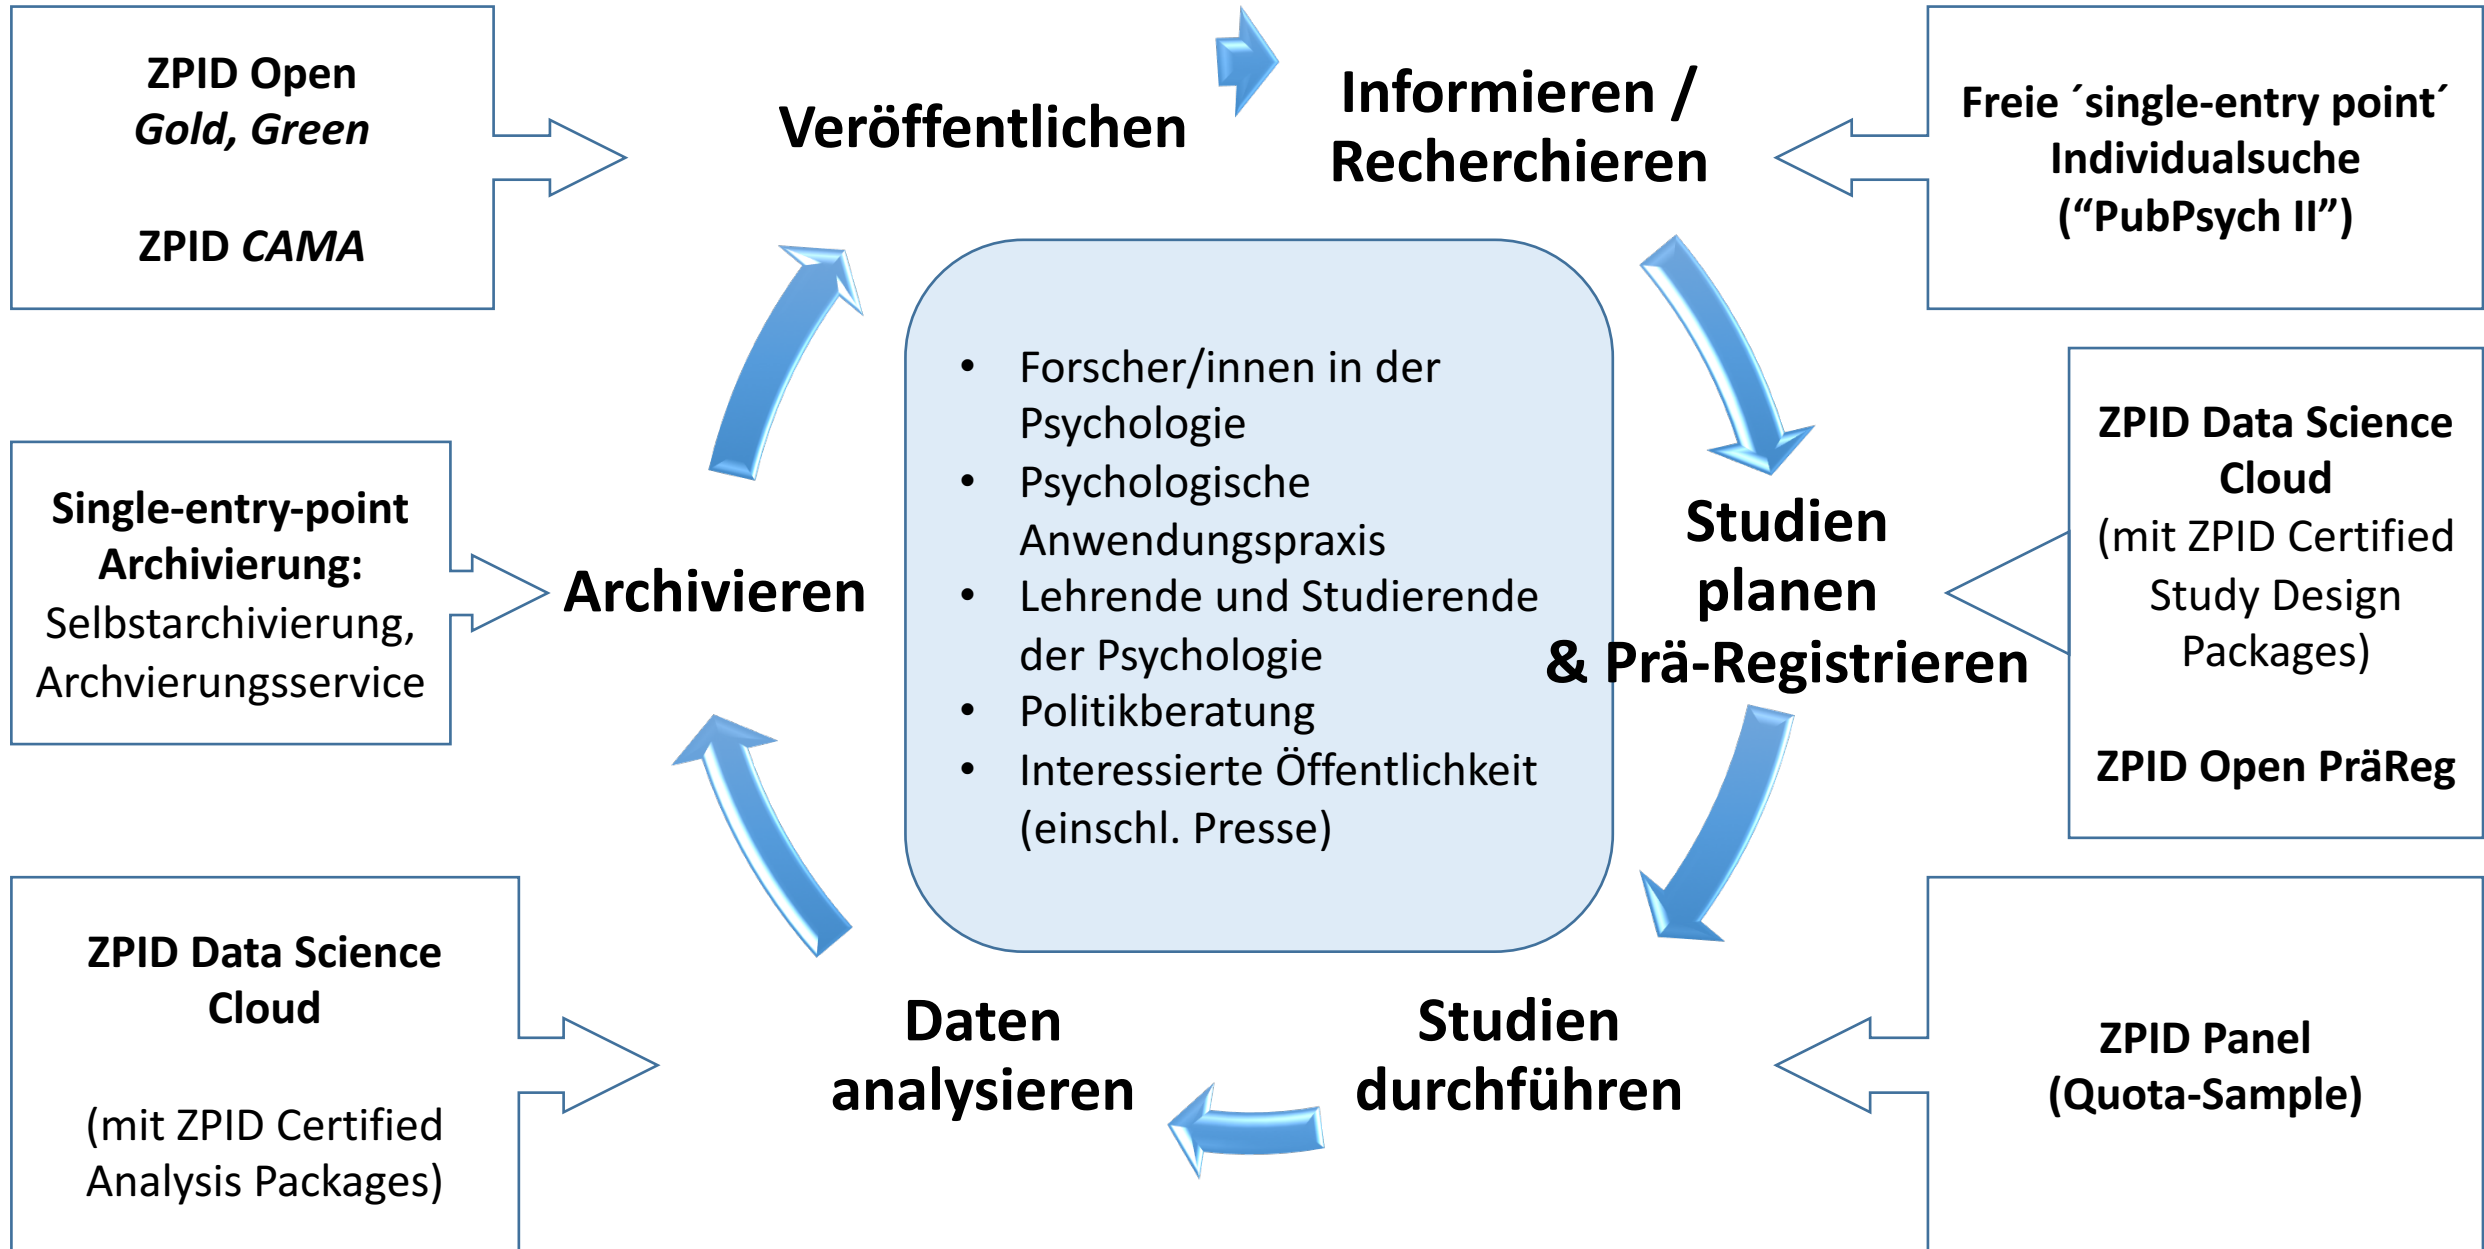 ZPID Open
Gold, Green
ZPID CAMA
Veröffentlichen
Informieren /
Recherchieren
Freie ´single-entry point´
Individualsuche
(“PubPsych II”)
Single-entry-point
Archivierung:
Selbstarchivierung,
Archvierungsservice
Archivieren
• Forscher/innen in der
Psychologie
• Psychologische
Anwendungspraxis
• Lehrende und Studierende
der Psychologie
• Politikberatung
• Interessierte Öffentlichkeit
(einschl. Presse)
Studien
planen
& Prä-Registrieren
ZPID Data Science
Cloud
(mit ZPID Certified
Study Design
Packages)
ZPID Open PräReg
ZPID Data Science
Cloud
(mit ZPID Certified
Analysis Packages)
Daten
analysieren
Studien
durchführen
ZPID Panel
(Quota-Sample)